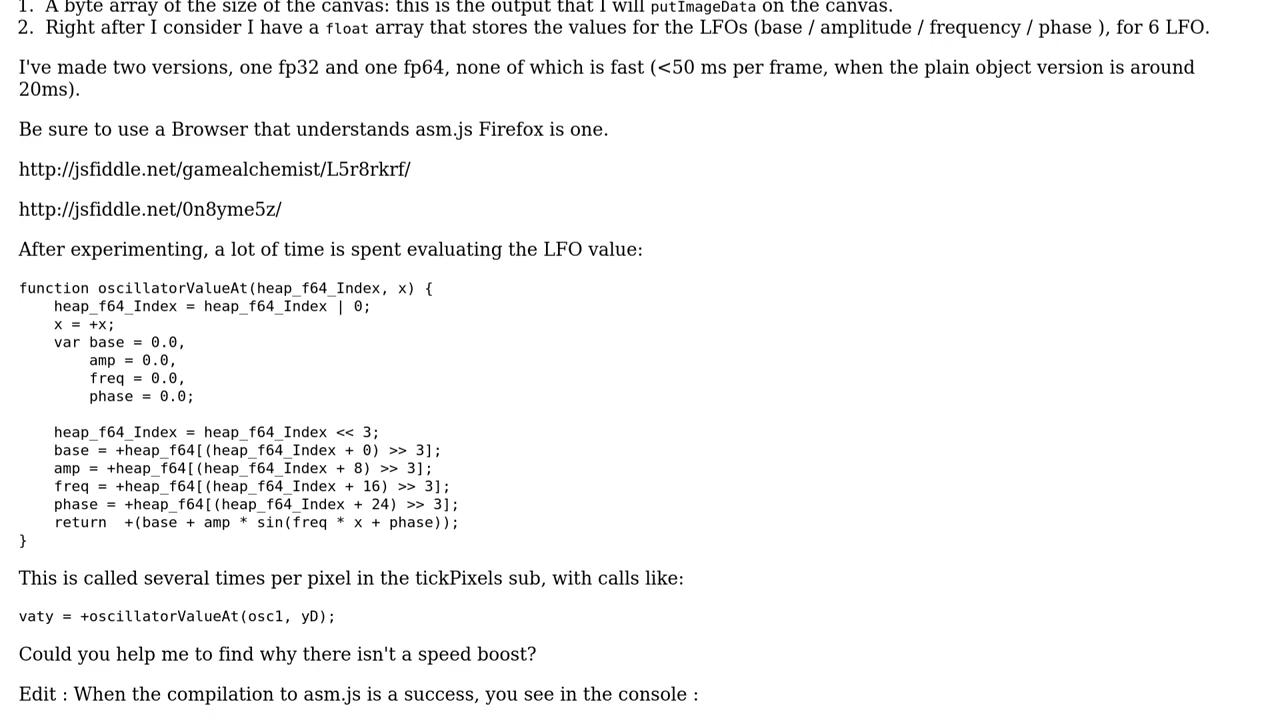 1. A byte array of the size of the canvas: this is the output that I will putImageData on the canvas.
2. Right after I consider I have a float array that stores the values for the LFOs (base / amplitude / frequency / phase ), for 6 LFO.
I've made two versions, one fp32 and one fp64, none of which is fast (<50 ms per frame, when the plain object version is around
20ms).
Be sure to use a Browser that understands asm.js Firefox is one.
http://jsfiddle.net/gamealchemist/L5r8rkrf/
http://jsfiddle.net/0n8yme5z/
After experimenting, a lot of time is spent evaluating the LFO value:
function oscillatorValueAt(heap_f64_Index, x) {
    heap_f64_Index = heap_f64_Index | 0;
    x = +x;
    var base = 0.0,
        amp = 0.0,
        freq = 0.0,
        phase = 0.0;
    heap_f64_Index = heap_f64_Index << 3;
    base = +heap_f64[(heap_f64_Index + 0) >> 3];
    amp = +heap_f64[(heap_f64_Index + 8) >> 3];
    freq = +heap_f64[(heap_f64_Index + 16) >> 3];
    phase = +heap_f64[(heap_f64_Index + 24) >> 3];
    return  +(base + amp * sin(freq * x + phase));
}
This is called several times per pixel in the tickPixels sub, with calls like:
vaty = +oscillatorValueAt(osc1, yD);
Could you help me to find why there isn't a speed boost?
Edit : When the compilation to asm.js is a success, you see in the console :